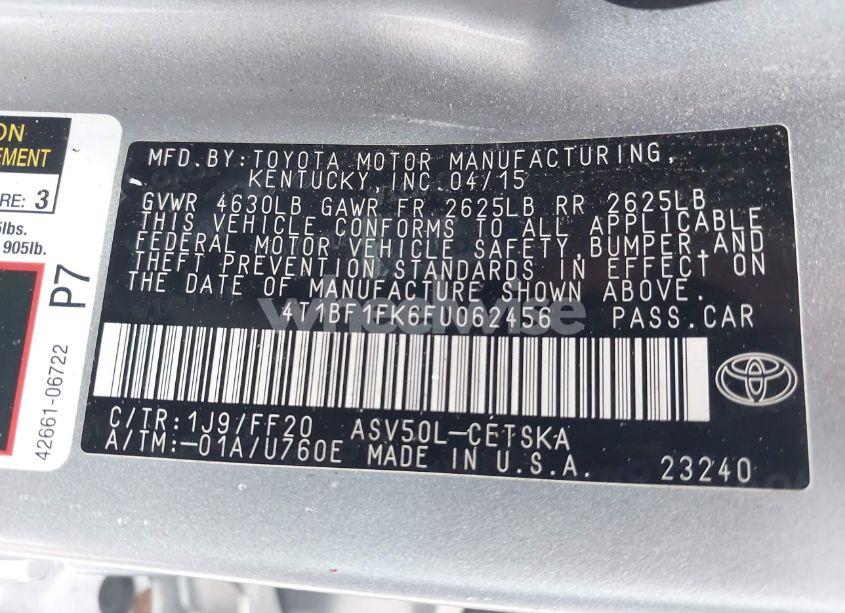 ON
EMENT
RE: 3
lbs.
905lb.
P7
42661-06722
MFD.BY:TOYOTA MOTOR MANUFACTURING,
KENTUCKY,INC.04/15
GVWR 4630LB GAWR FR 2625LB RR 2625LB
THIS VEHICLE CONFORMS TO ALL APPLICABLE
FEDERAL MOTOR VEHICLE SAFETY,BUMPER,AND
THEFT PREVENTION STANDARDS IN EFFECT ON
THE DATE OF MANUFACTURE SHOWN ABOVE.
4T1BF1FK6FU062456 PASS.CAR
wheelwise
C/TR:1J9/FF20 ASV50L-CETSKA
A/TM:-01A/U760E MADE IN U.S.A. 23240